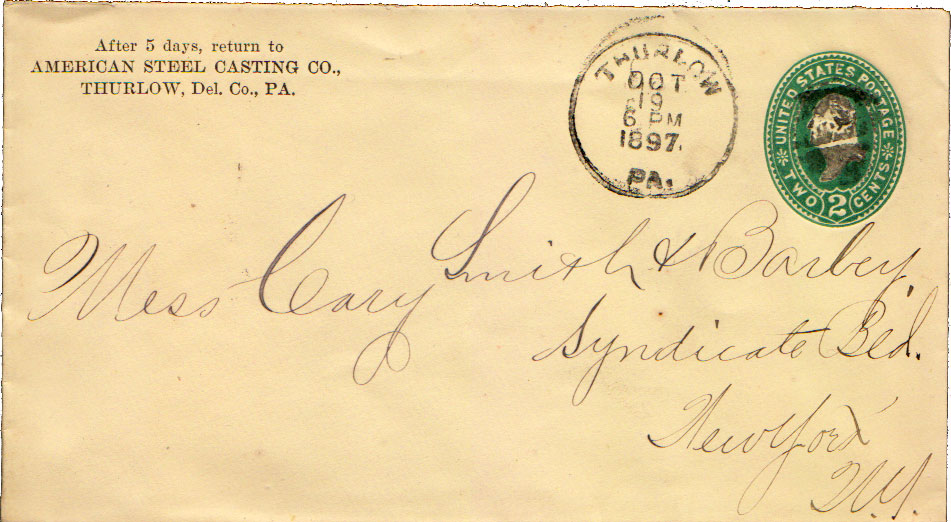 After 5 days, return to
AMERICAN STEEL CASTING CO.,
THURLOW, Del. Co., PA.
THURLOW
OCT
19
6 PM
1897.
PA.
UNITED STATES POSTAGE
TWO 2 CENTS
Mess Cary Smith & Barbey,
Syndicate Bld.
New York
N.Y.